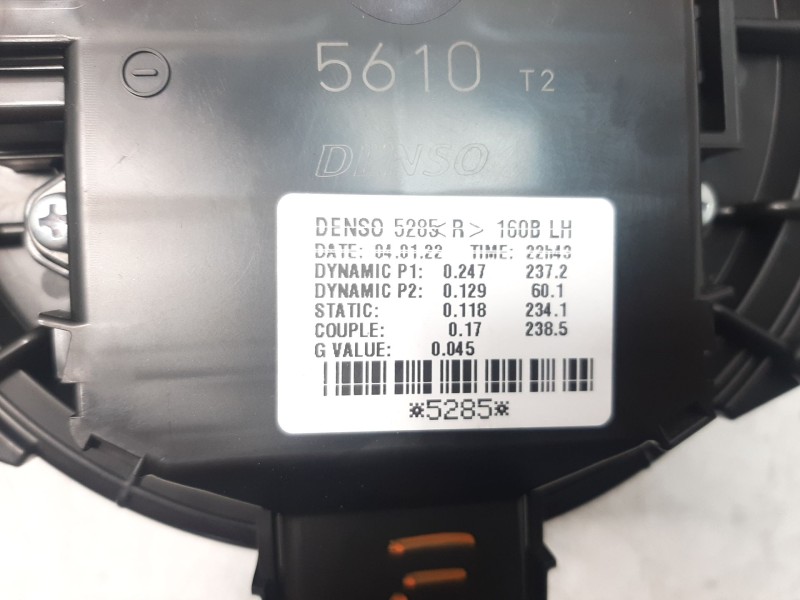 5610 T2
DENSO
DENSO 5285<R> 160B LH
DATE: 04.01.22 TIME: 22h43
DYNAMIC P1: 0.247 237.2
DYNAMIC P2: 0.129 60.1
STATIC: 0.118 234.1
COUPLE: 0.17 238.5
G VALUE: 0.045
*5285*